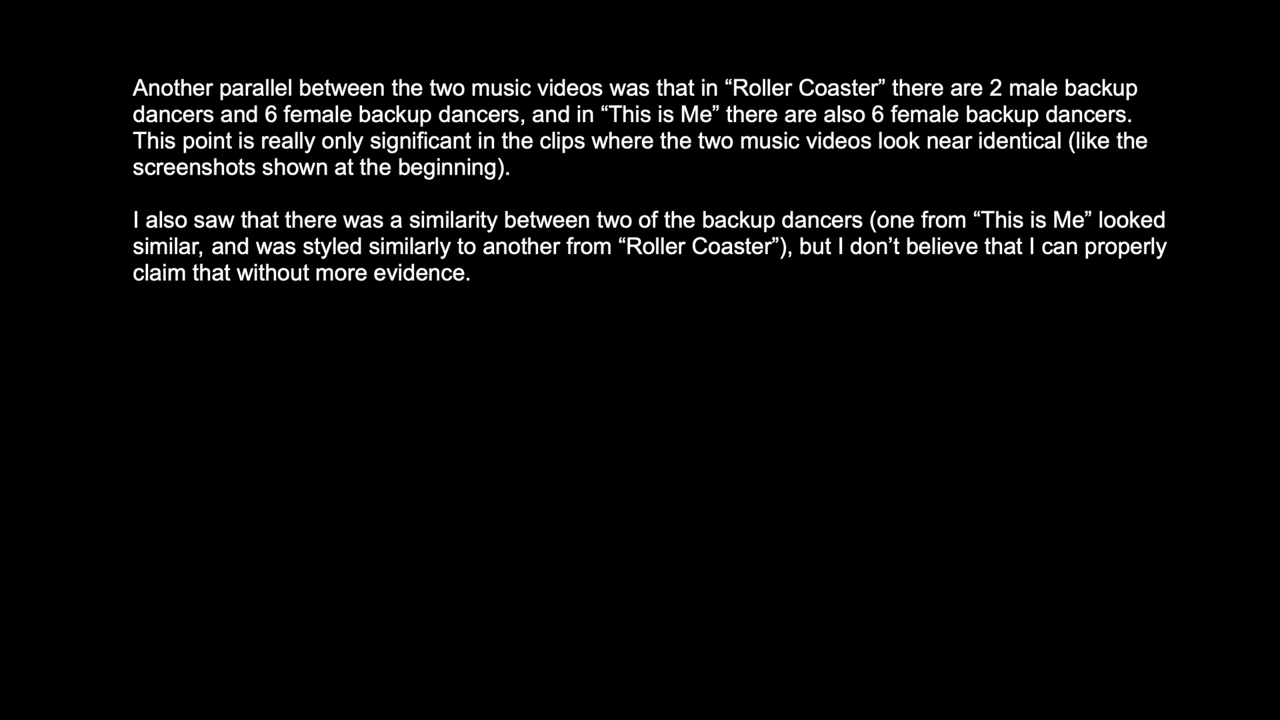 Another parallel between the two music videos was that in “Roller Coaster” there are 2 male backup
dancers and 6 female backup dancers, and in “This is Me” there are also 6 female backup dancers.
This point is really only significant in the clips where the two music videos look near identical (like the
screenshots shown at the beginning).
I also saw that there was a similarity between two of the backup dancers (one from “This is Me” looked
similar, and was styled similarly to another from “Roller Coaster”), but I don’t believe that I can properly
claim that without more evidence.